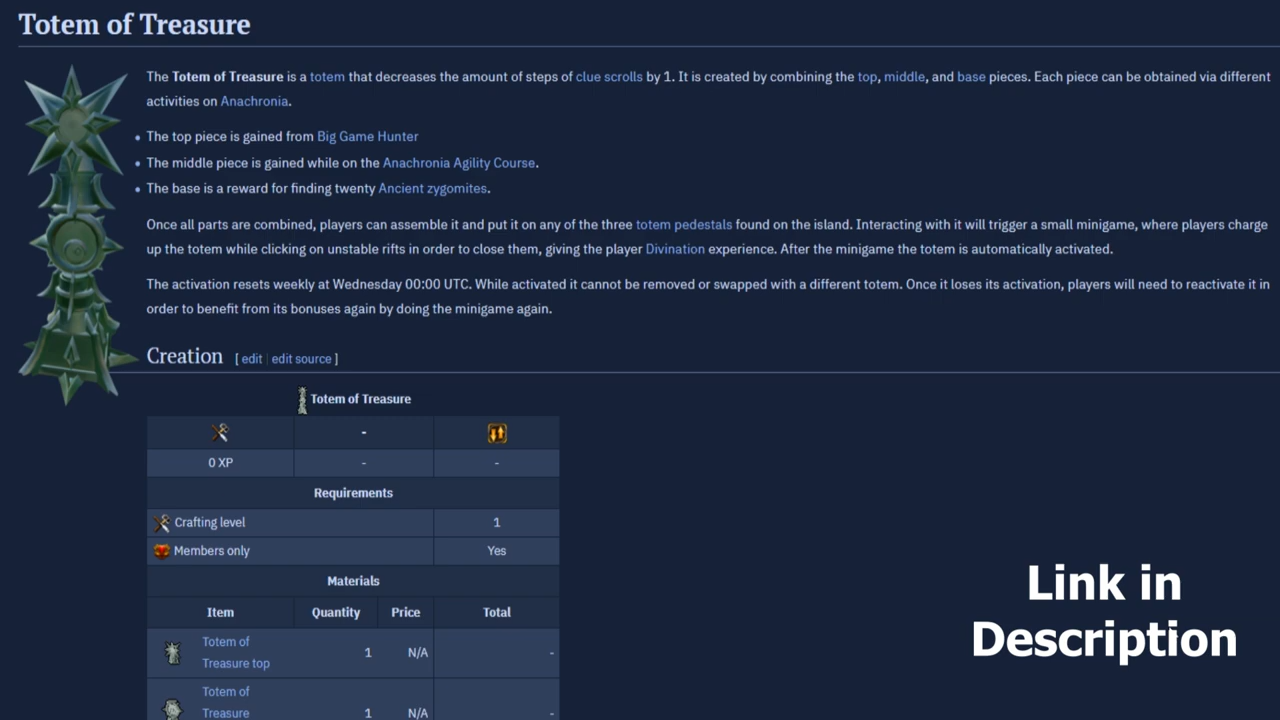 Totem of Treasure
The Totem of Treasure is a totem that decreases the amount of steps of clue scrolls by 1. It is created by combining the top, middle, and base pieces. Each piece can be obtained via different
activities on Anachronia.
The top piece is gained from Big Game Hunter
The middle piece is gained while on the Anachronia Agility Course.
The base is a reward for finding twenty Ancient zygomites.
Once all parts are combined, players can assemble it and put it on any of the three totem pedestals found on the island. Interacting with it will trigger a small minigame, where players charge
up the totem while clicking on unstable rifts in order to close them, giving the player Divination experience. After the minigame the totem is automatically activated.
The activation resets weekly at Wednesday 00:00 UTC. While activated it cannot be removed or swapped with a different totem. Once it loses its activation, players will need to reactivate it in
order to benefit from its bonuses again by doing the minigame again.
Creation [ edit | edit source ]
Totem of Treasure
-
0 XP - -
Requirements
Crafting level 1
Members only Yes
Materials
Item Quantity Price Total
Totem of
Treasure top 1 N/A -
Totem of
Treasure 1 N/A -
Link in
Description